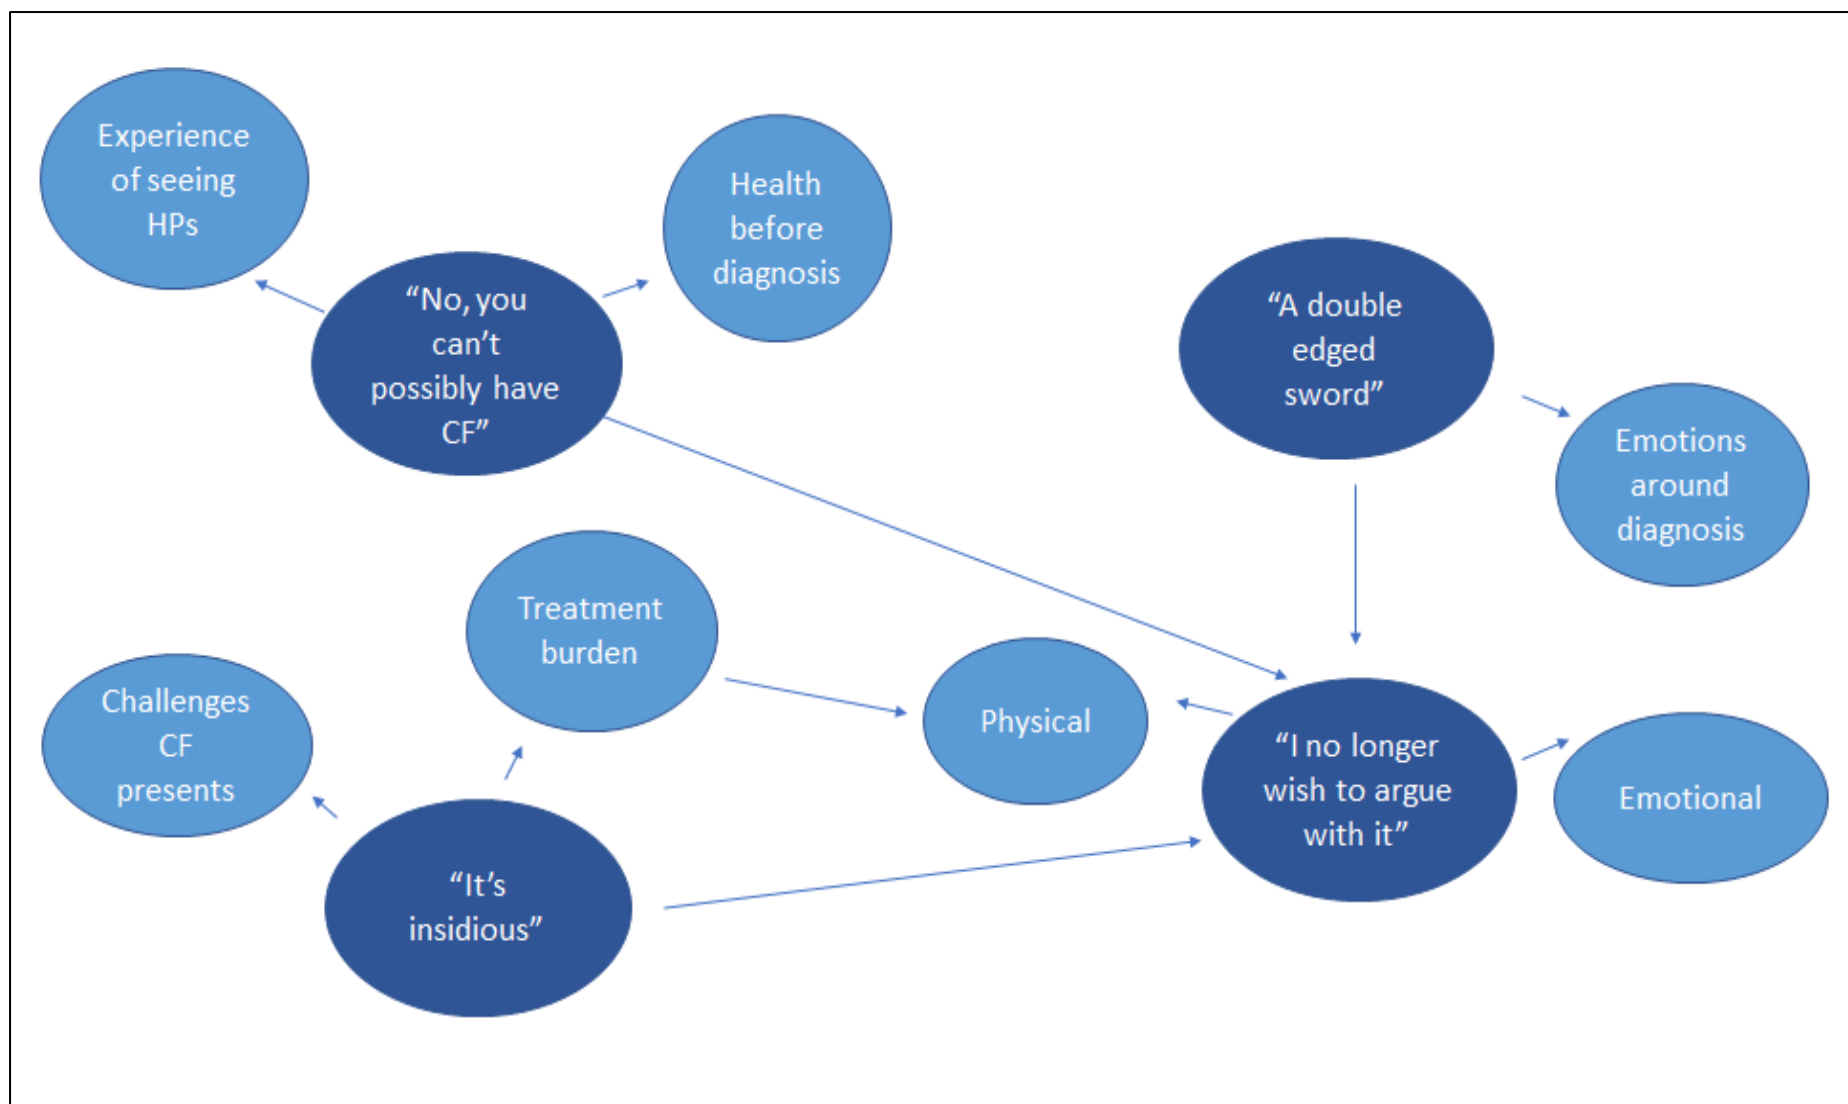 Experience
of seeing
HPs
Health
before
diagnosis
“No, you
can’t
possibly have
CF”
“A double
edged
sword”
Emotions
around
diagnosis
Treatment
burden
Challenges
CF
presents
Physical
“I no longer
wish to argue
with it”
Emotional
“It’s
insidious”